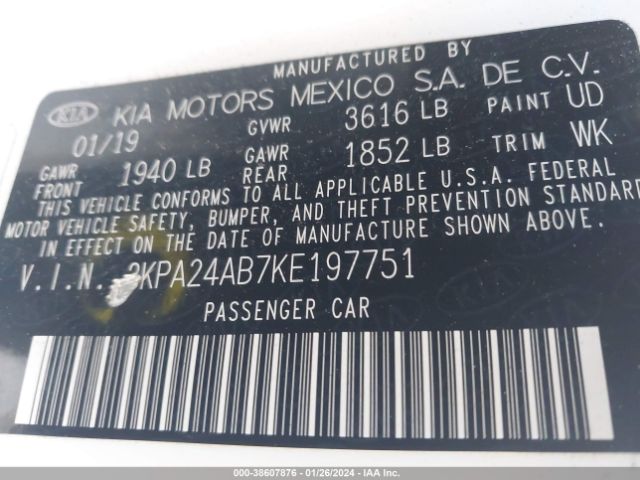 MANUFACTURED BY
KIA KIA MOTORS MEXICO S.A. DE C.V.
01/19 GVWR 3616 LB PAINT UD
GAWR FRONT 1940 LB GAWR REAR 1852 LB TRIM WK
THIS VEHICLE CONFORMS TO ALL APPLICABLE U.S.A. FEDERAL
MOTOR VEHICLE SAFETY, BUMPER, AND THEFT PREVENTION STANDARD
IN EFFECT ON THE DATE OF MANUFACTURE SHOWN ABOVE.
V.I.N. 3KPA24AB7KE197751
PASSENGER CAR
000-38607876 | 01/26/2024 | IAA Inc.